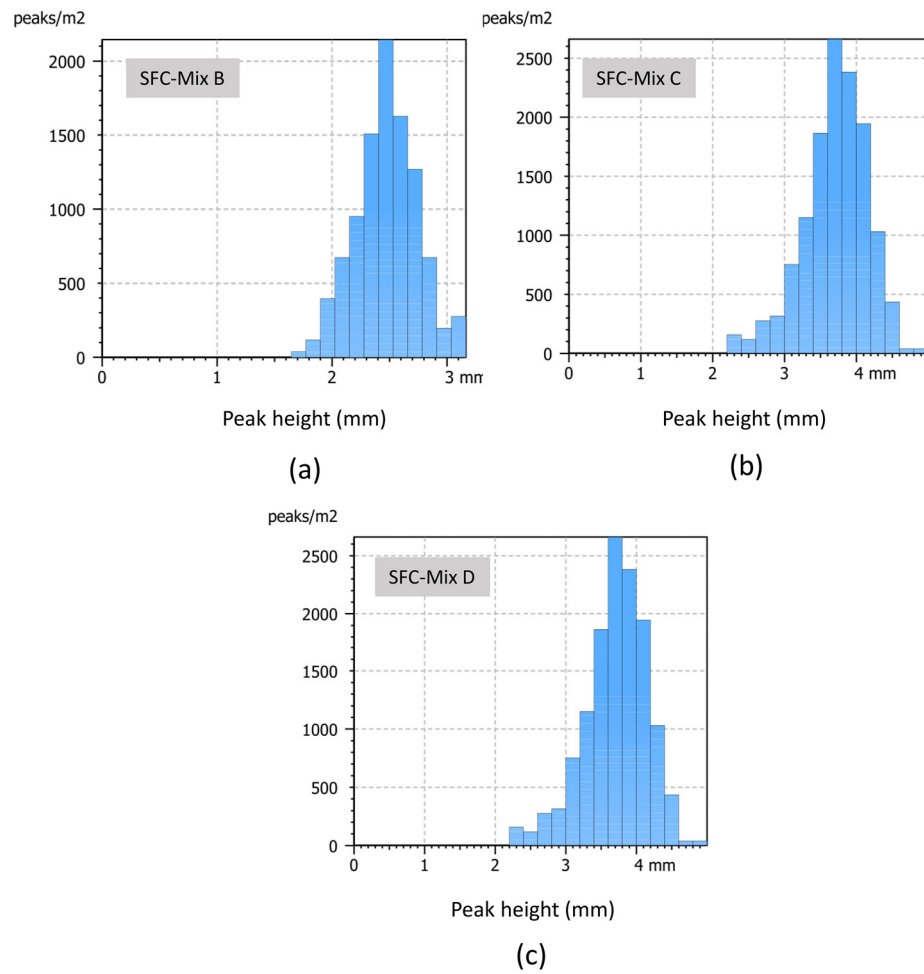 peaks/m2
SFC-Mix B
2000
1500
1000
500
0
0 1 2 3 mm
Peak height (mm)
(a)
peaks/m2
SFC-Mix C
2500
2000
1500
1000
500
0
0 1 2 3 4 mm
Peak height (mm)
(b)
peaks/m2
SFC-Mix D
2500
2000
1500
1000
500
0
0 1 2 3 4 mm
Peak height (mm)
(c)